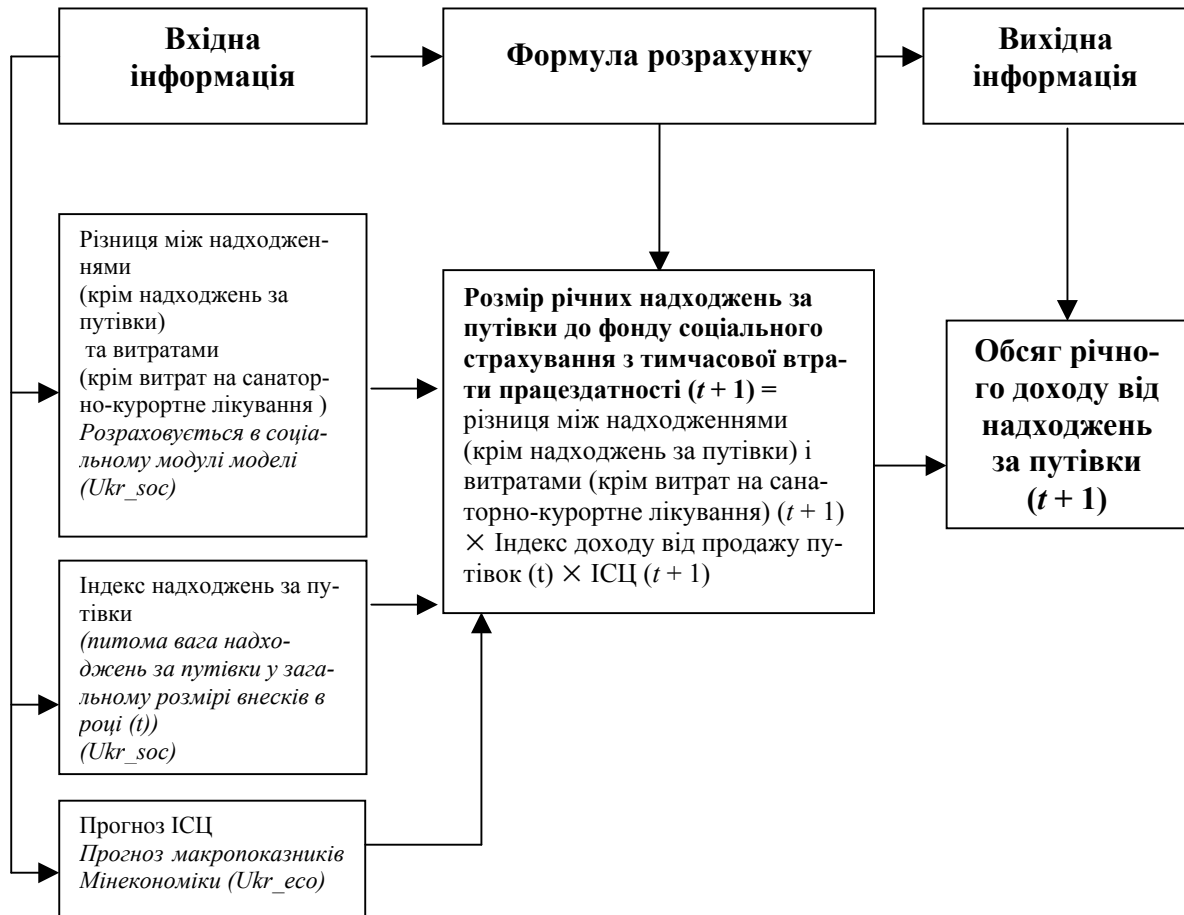 Вхідна
інформація
Формула розрахунку
Вихідна
інформація
Різниця між надходжен-
нями
(крім надходжень за
путівки)
та витратами
(крім витрат на санатор-
но-курортне лікування )
Розраховується в соці-
альному модулі моделі
(Ukr_soc)
Індекс надходжень за пу-
тівки
(питома вага надхо-
джень за путівки у зага-
льному розмірі внесків в
році (t))
(Ukr_soc)
Прогноз ІСЦ
Прогноз макропоказників
Мінекономіки (Ukr_eco)
Розмір річних надходжень за
путівки до фонду соціального
страхування з тимчасової втра-
ти працездатності (t + 1) =
різниця між надходженнями
(крім надходжень за путівки) і
витратами (крім витрат на сана-
торно-курортне лікування) (t + 1)
× Індекс доходу від продажу пу-
тівок (t) × ІСЦ (t + 1)
Обсяг річно-
го доходу від
надходжень
за путівки
(t + 1)